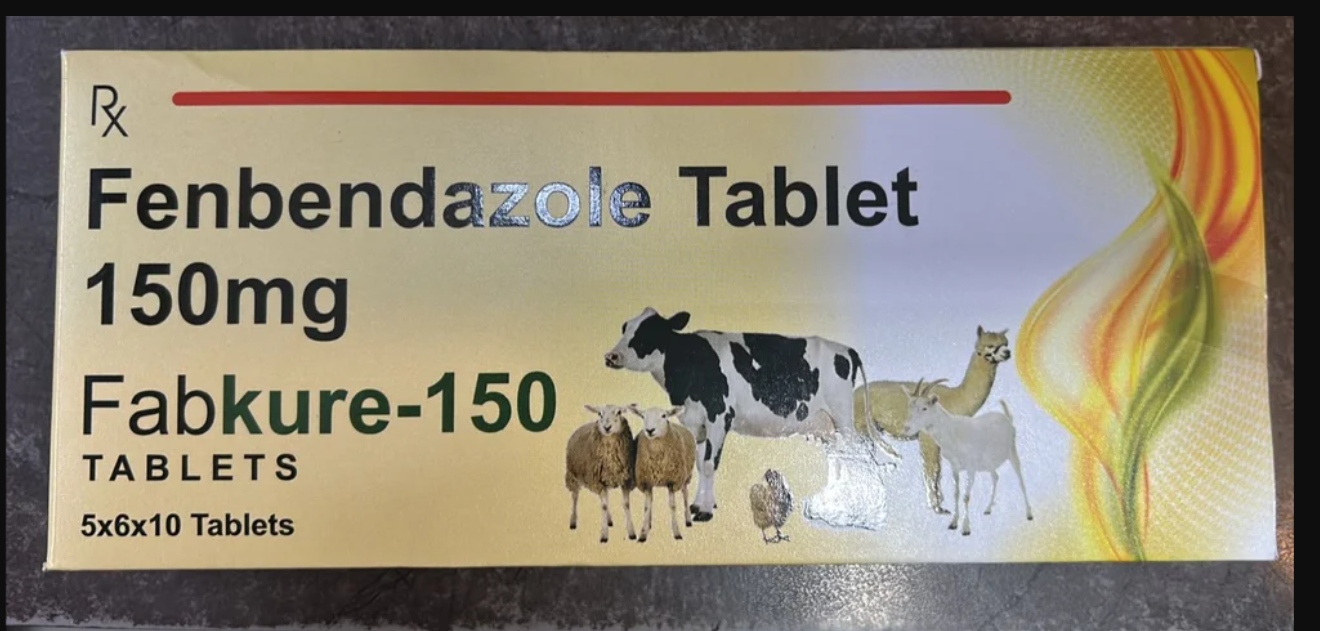 Rx
Fenbendazole Tablet
150mg
Fabkure-150
TABLETS
5x6x10 Tablets